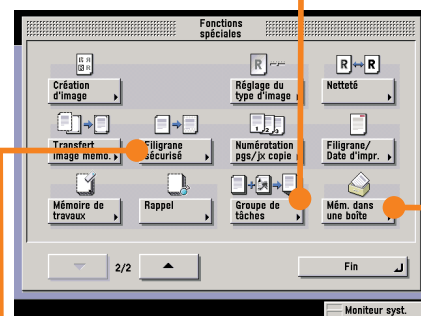 Fonctions
spéciales
Création
d'image
Réglage du
type d'image
Netteté
Transfert
image mémo.
Filigrane
sécurisé
Numérotation
pgs/jx copie
Filigrane/
Date d'impr.
Mémoire de
travaux
Rappel
Groupe de
tâches
Mém. dans
une boîte
2/2
Fin
Moniteur syst.